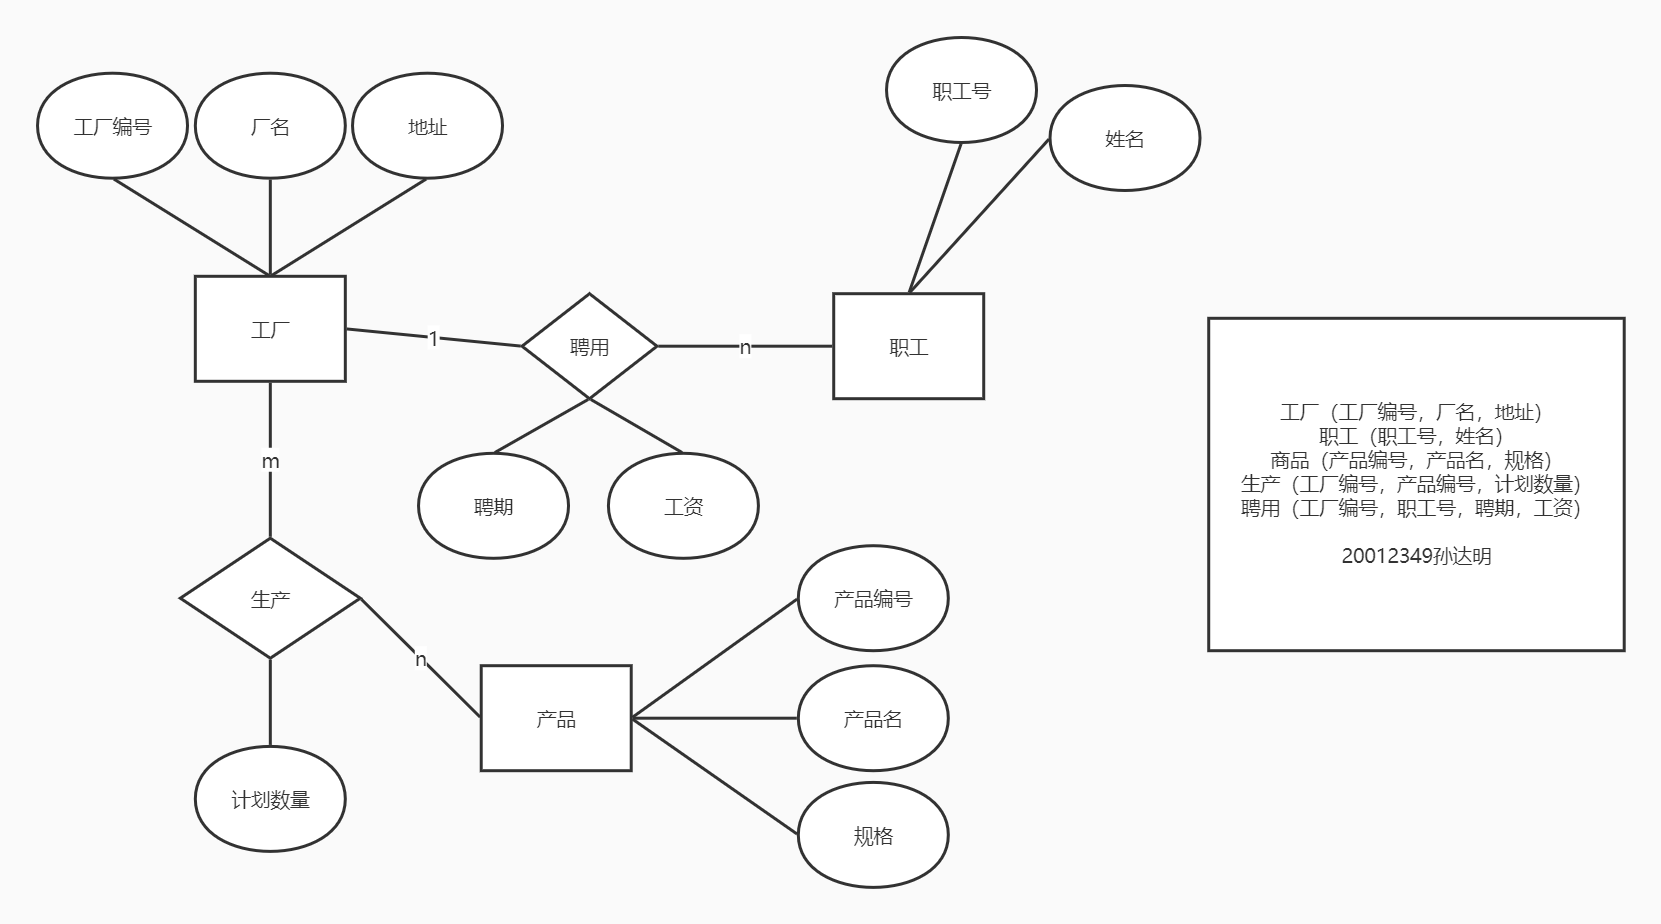 职工号
姓名
工厂编号
厂名
地址
工厂
1
聘用
n
职工
m
聘期
工资
生产
n
产品
产品编号
产品名
规格
计划数量
工厂（工厂编号，厂名，地址）
职工（职工号，姓名）
商品（产品编号，产品名，规格）
生产（工厂编号，产品编号，计划数量）
聘用（工厂编号，职工号，聘期，工资）
20012349孙达明